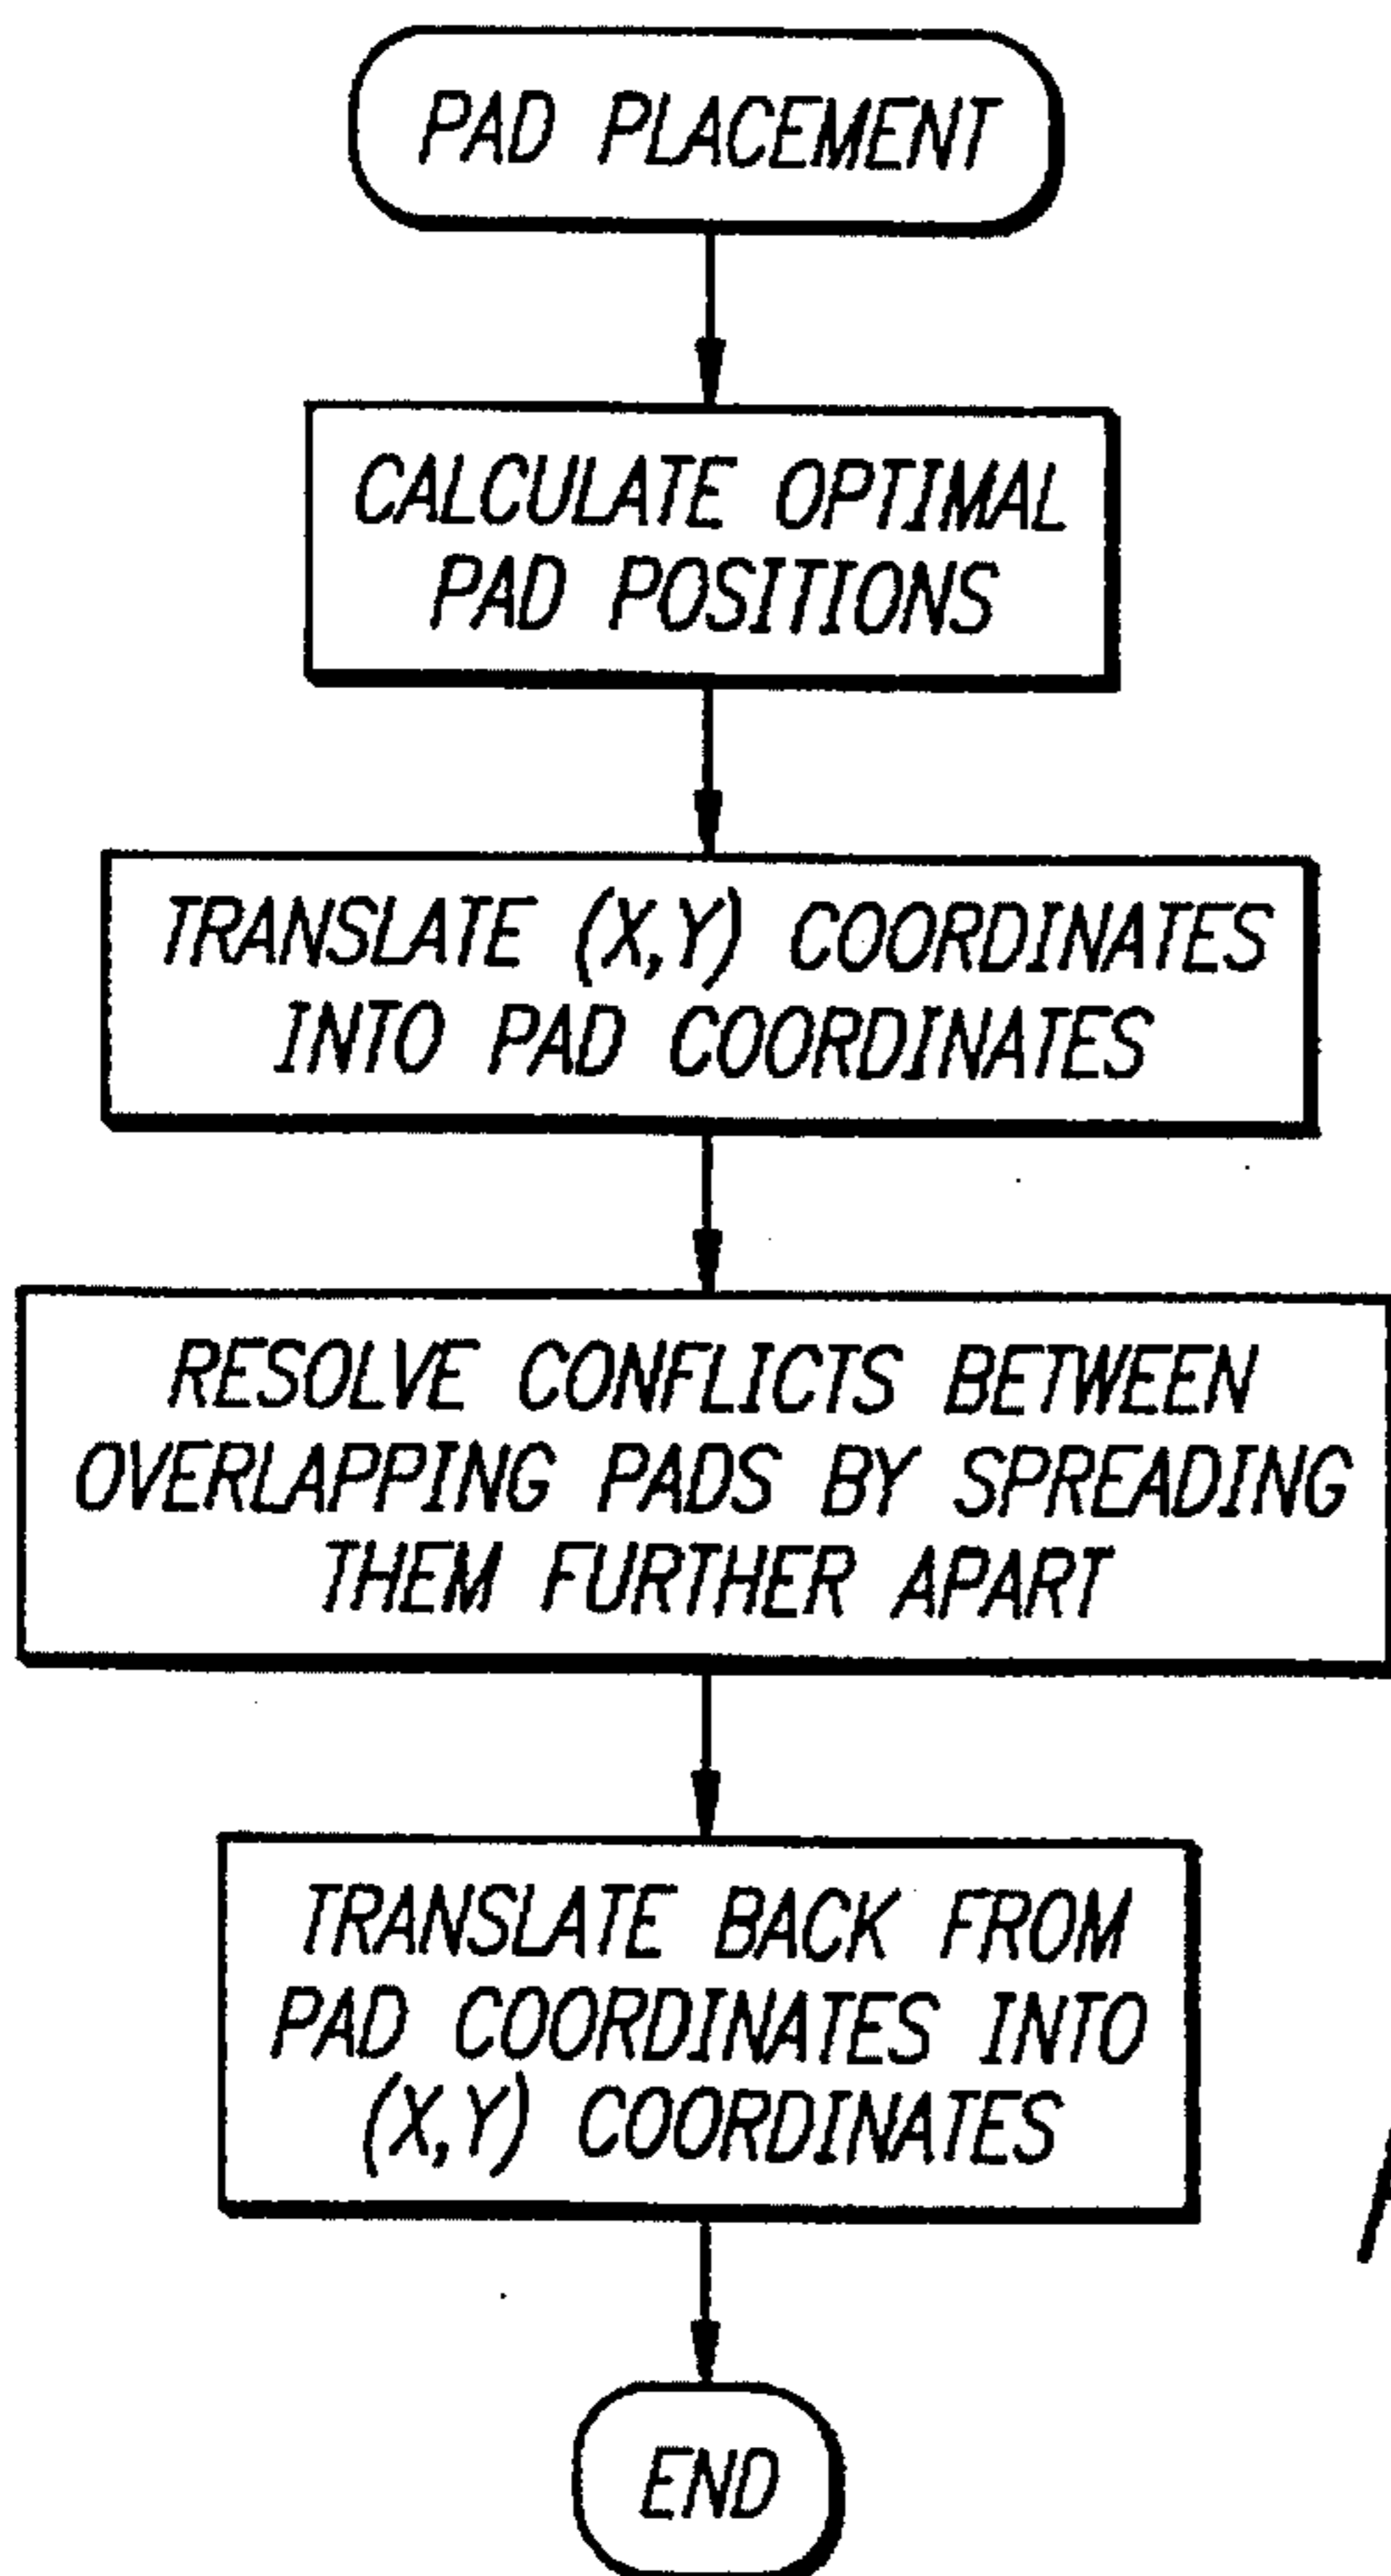 PAD PLACEMENT
CALCULATE OPTIMAL
PAD POSITIONS
TRANSLATE (X,Y) COORDINATES
INTO PAD COORDINATES
RESOLVE CONFLICTS BETWEEN
OVERLAPPING PADS BY SPREADING
THEM FURTHER APART
TRANSLATE BACK FROM
PAD COORDINATES INTO
(X,Y) COORDINATES
END